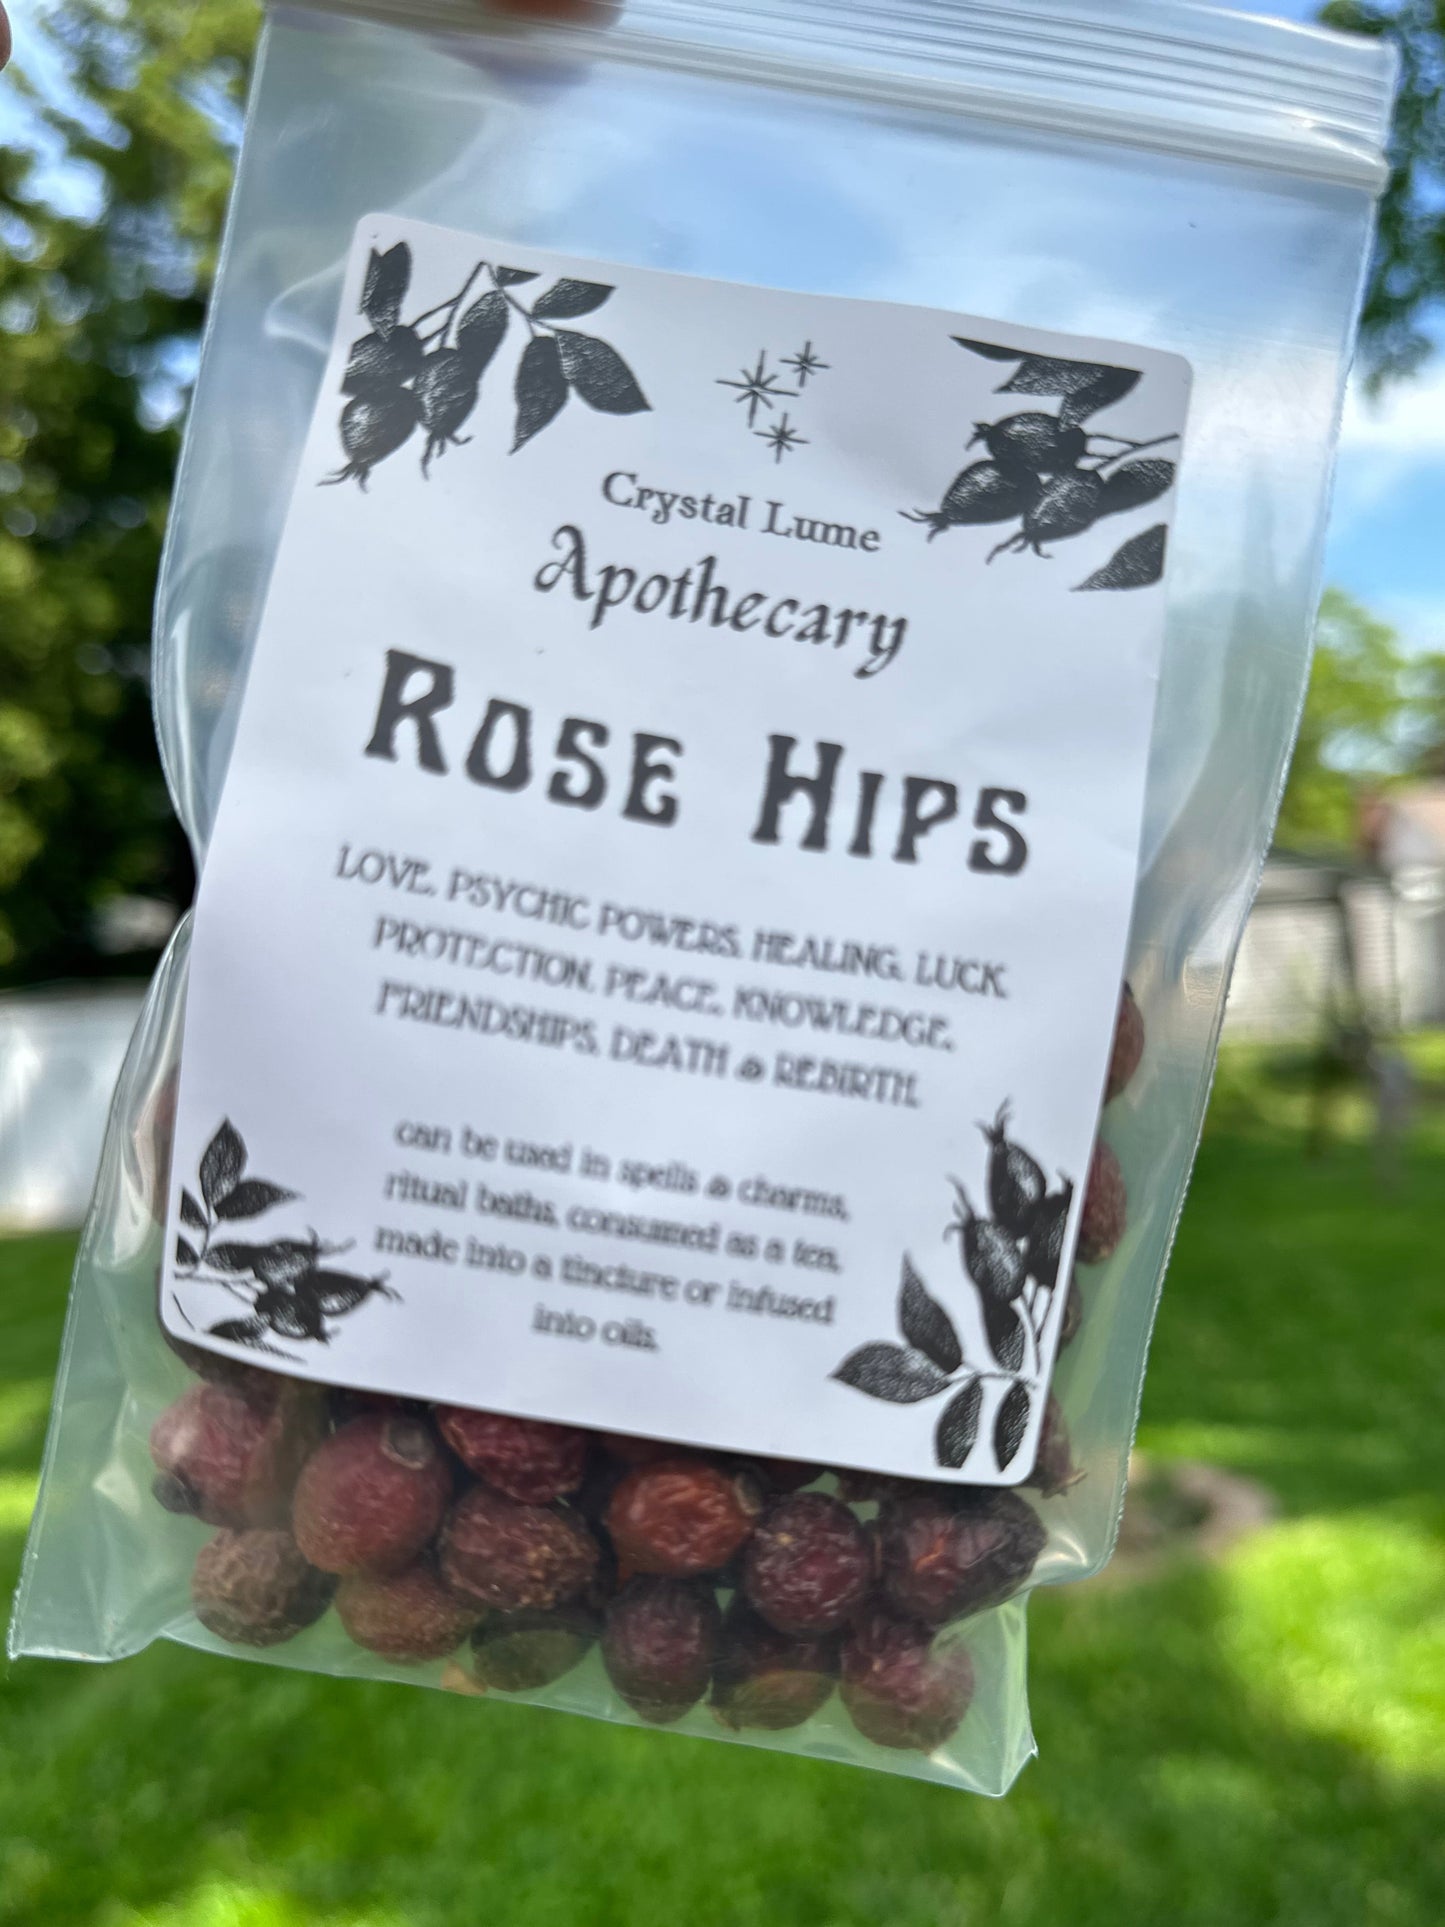 Crystal Lume
Apothecary
ROSE HIPS
LOVE, PSYCHIC POWERS, HEALING, LUCK
PROTECTION, PEACE, KNOWLEDGE,
FRIENDSHIPS, DEATH & REBIRTH.
can be used in spells & charms,
ritual baths, consumed as a tea,
made into a tincture or infused
into oils.